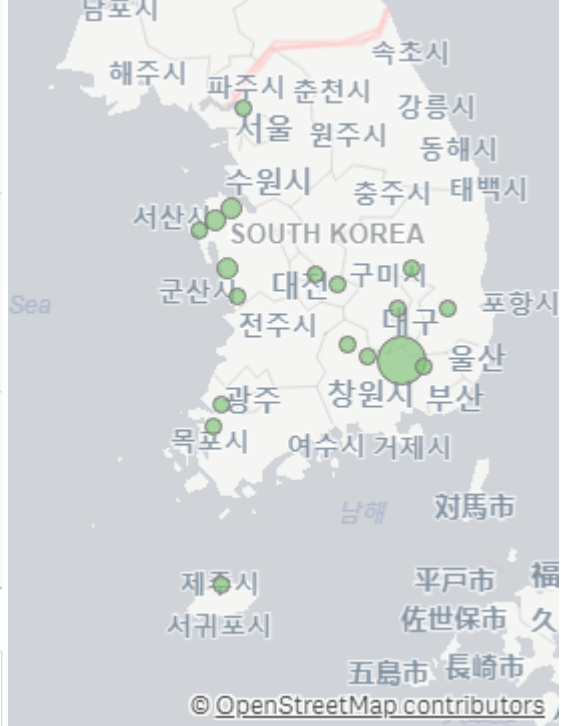 남포시
속초시
해주시
파주시 춘천시
강릉시
서울 원주시
동해시
수원시
충주시 태백시
서산시
SOUTH KOREA
대전 구미시
군산시
Sea
포항시
전주시
대구
울산
창원시 부산
광주
목포시 여수시 거제시
남해
対馬市
제주시
平戸市 福
서귀포시
佐世保市 久
五島市 長崎市
© OpenStreetMap contributors